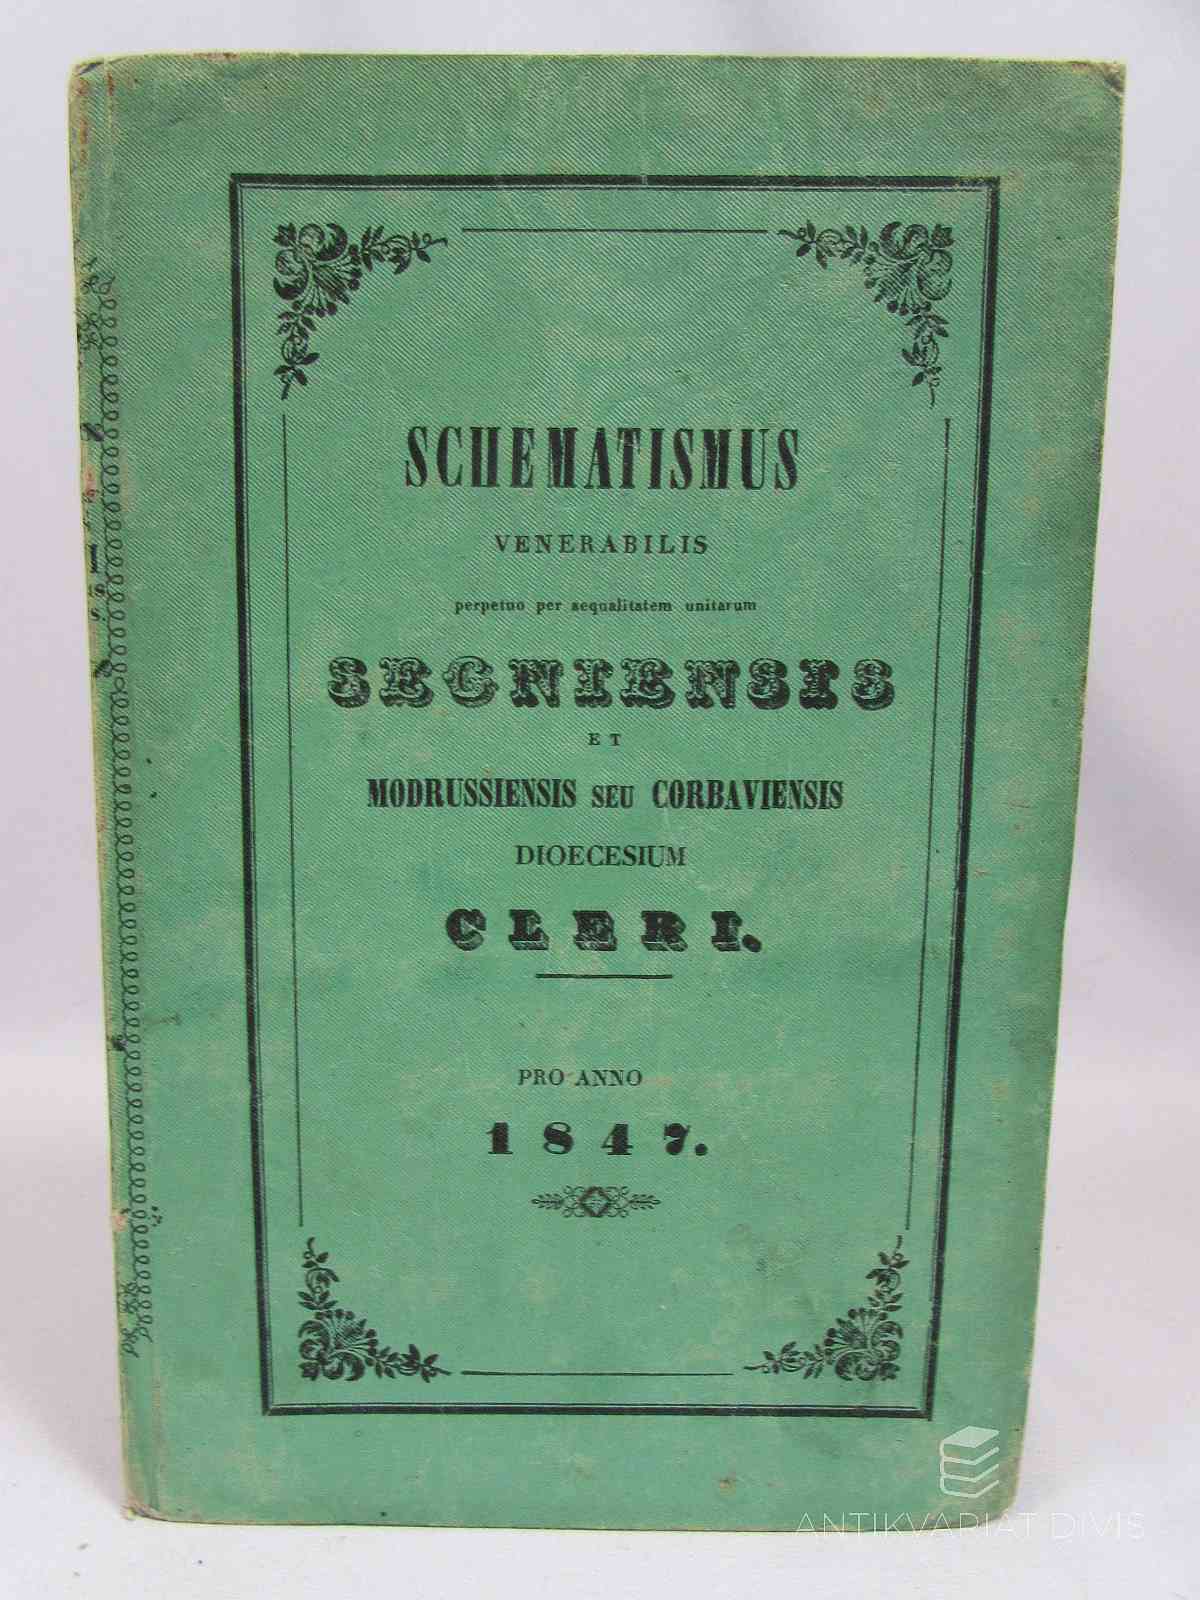 SCHEMATISMUS
VENERABILIS
perpetuo per aequalitatem unitarum
SEGNIENSIS
ET
MODRUSSIENSIS SEU CORBAVIENSIS
DIOECESIUM
CLERI.
PRO ANNO
1847.
ANTIKVARIAT DIVIS